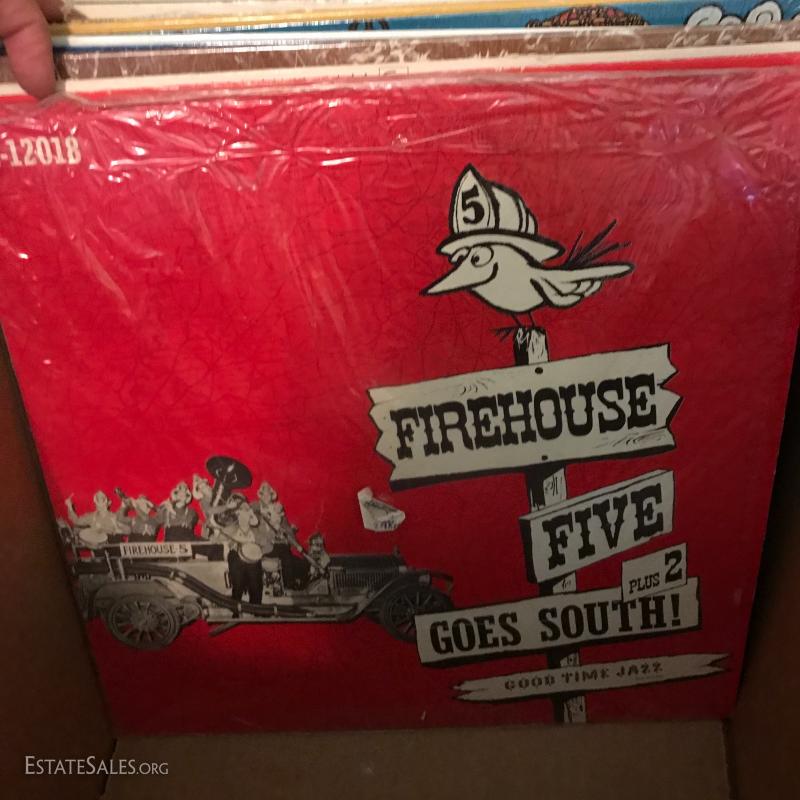 -12018
5
FIREHOUSE
FIVE
PLUS 2
GOES SOUTH!
GOOD TIME JAZZ
FIREHOUSE-5
ESTATESALES.ORG